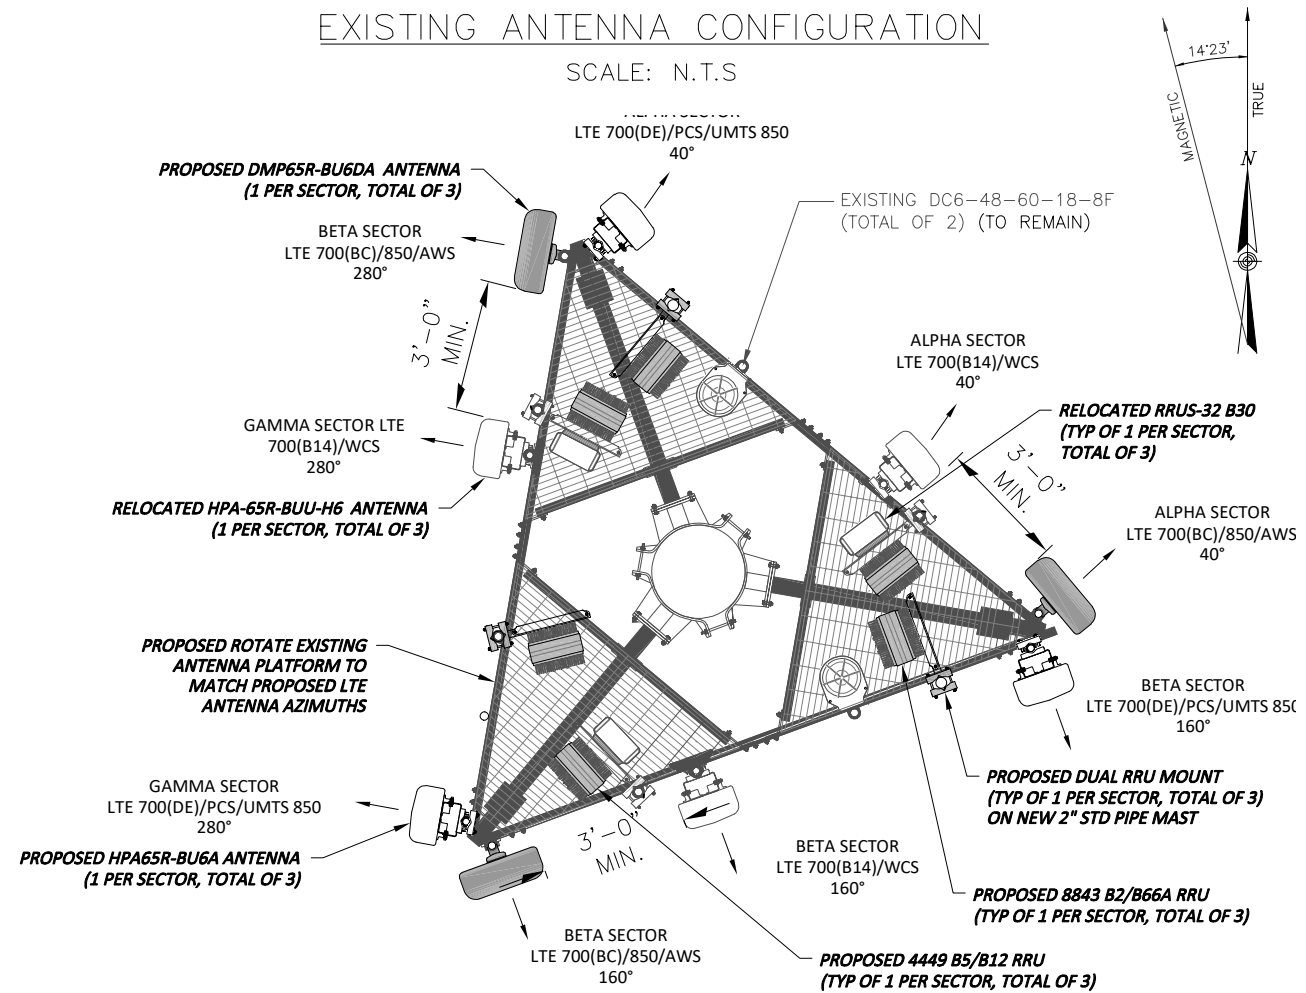 EXISTING ANTENNA CONFIGURATION
SCALE: N.T.S
14°23'
MAGNETIC
TRUE
N
ALPHA SECTOR
LTE 700(DE)/PCS/UMTS 850
40°
PROPOSED DMP65R-BU6DA ANTENNA
(1 PER SECTOR, TOTAL OF 3)
EXISTING DC6-48-60-18-8F
(TOTAL OF 2) (TO REMAIN)
BETA SECTOR
LTE 700(BC)/850/AWS
280°
3'-0"
MIN.
ALPHA SECTOR
LTE 700(B14)/WCS
40°
RELOCATED RRUS-32 B30
(TYP OF 1 PER SECTOR,
TOTAL OF 3)
GAMMA SECTOR LTE
700(B14)/WCS
280°
3'-0"
MIN.
RELOCATED HPA-65R-BUU-H6 ANTENNA
(1 PER SECTOR, TOTAL OF 3)
ALPHA SECTOR
LTE 700(BC)/850/AWS
40°
PROPOSED ROTATE EXISTING
ANTENNA PLATFORM TO
MATCH PROPOSED LTE
ANTENNA AZIMUTHS
BETA SECTOR
LTE 700(DE)/PCS/UMTS 850
160°
GAMMA SECTOR
LTE 700(DE)/PCS/UMTS 850
280°
PROPOSED DUAL RRU MOUNT
(TYP OF 1 PER SECTOR, TOTAL OF 3)
ON NEW 2" STD PIPE MAST
3'-0"
MIN.
PROPOSED HPA65R-BU6A ANTENNA
(1 PER SECTOR, TOTAL OF 3)
BETA SECTOR
LTE 700(B14)/WCS
160°
PROPOSED 8843 B2/B66A RRU
(TYP OF 1 PER SECTOR, TOTAL OF 3)
BETA SECTOR
LTE 700(BC)/850/AWS
160°
PROPOSED 4449 B5/B12 RRU
(TYP OF 1 PER SECTOR, TOTAL OF 3)